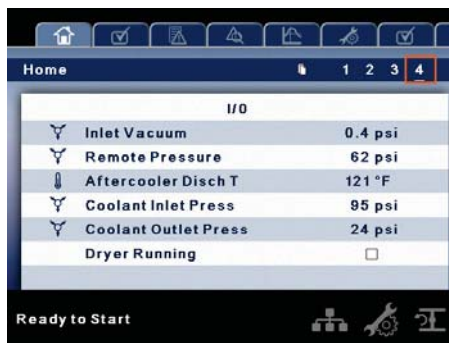 Home 1 2 3 4
I/O
Inlet Vacuum 0.4 psi
Remote Pressure 62 psi
Aftercooler Disch T 121 °F
Coolant Inlet Press 95 psi
Coolant Outlet Press 24 psi
Dryer Running
Ready to Start